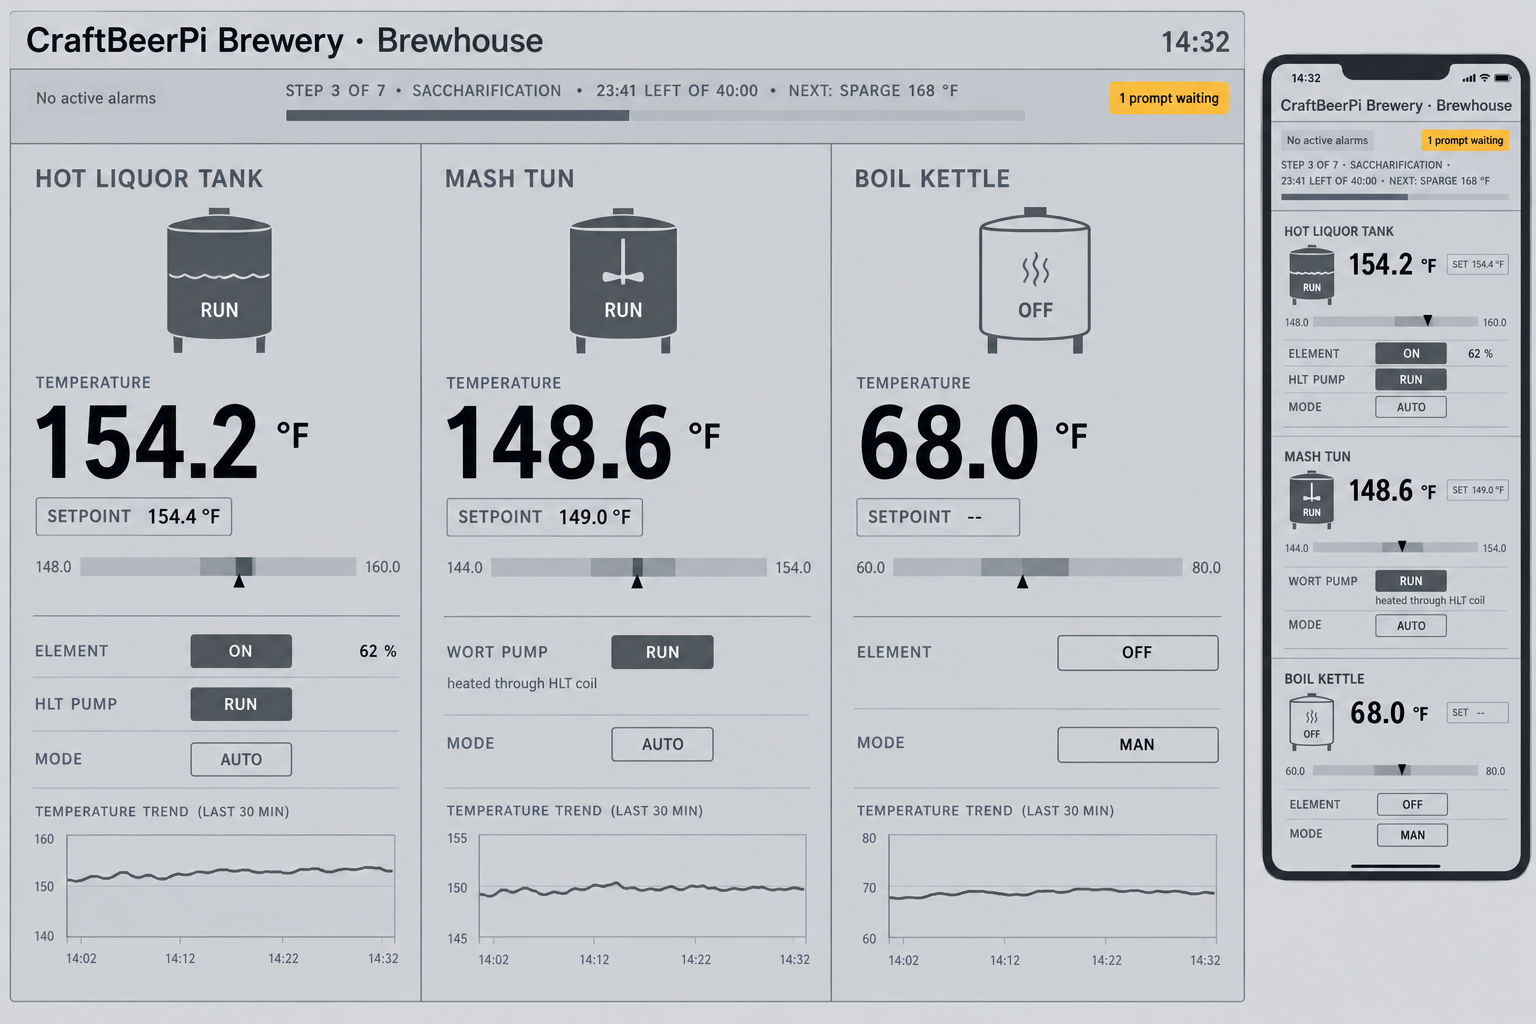 CraftBeerPi Brewery · Brewhouse
14:32
No active alarms
STEP 3 OF 7 • SACCHARIFICATION • 23:41 LEFT OF 40:00 • NEXT: SPARGE 168 °F
1 prompt waiting
HOT LIQUOR TANK
RUN
TEMPERATURE
154.2 °F
SETPOINT 154.4 °F
148.0 160.0
ELEMENT ON 62 %
HLT PUMP RUN
MODE AUTO
TEMPERATURE TREND (LAST 30 MIN)
160
150
140
14:02 14:12 14:22 14:32
MASH TUN
RUN
TEMPERATURE
148.6 °F
SETPOINT 149.0 °F
144.0 154.0
WORT PUMP RUN
heated through HLT coil
MODE AUTO
TEMPERATURE TREND (LAST 30 MIN)
155
150
145
14:02 14:12 14:22 14:32
BOIL KETTLE
OFF
TEMPERATURE
68.0 °F
SETPOINT --
60.0 80.0
ELEMENT OFF
MODE MAN
TEMPERATURE TREND (LAST 30 MIN)
80
70
60
14:02 14:12 14:22 14:32
14:32
CraftBeerPi Brewery · Brewhouse
No active alarms
1 prompt waiting
STEP 3 OF 7 · SACCHARIFICATION ·
23:41 LEFT OF 40:00 · NEXT: SPARGE 168 °F
HOT LIQUOR TANK
RUN
154.2 °F
SET 154.4 °F
148.0 160.0
ELEMENT ON 62 %
HLT PUMP RUN
MODE AUTO
MASH TUN
RUN
148.6 °F
SET 149.0 °F
144.0 154.0
WORT PUMP RUN
heated through HLT coil
MODE AUTO
BOIL KETTLE
OFF
68.0 °F
SET --
60.0 80.0
ELEMENT OFF
MODE MAN